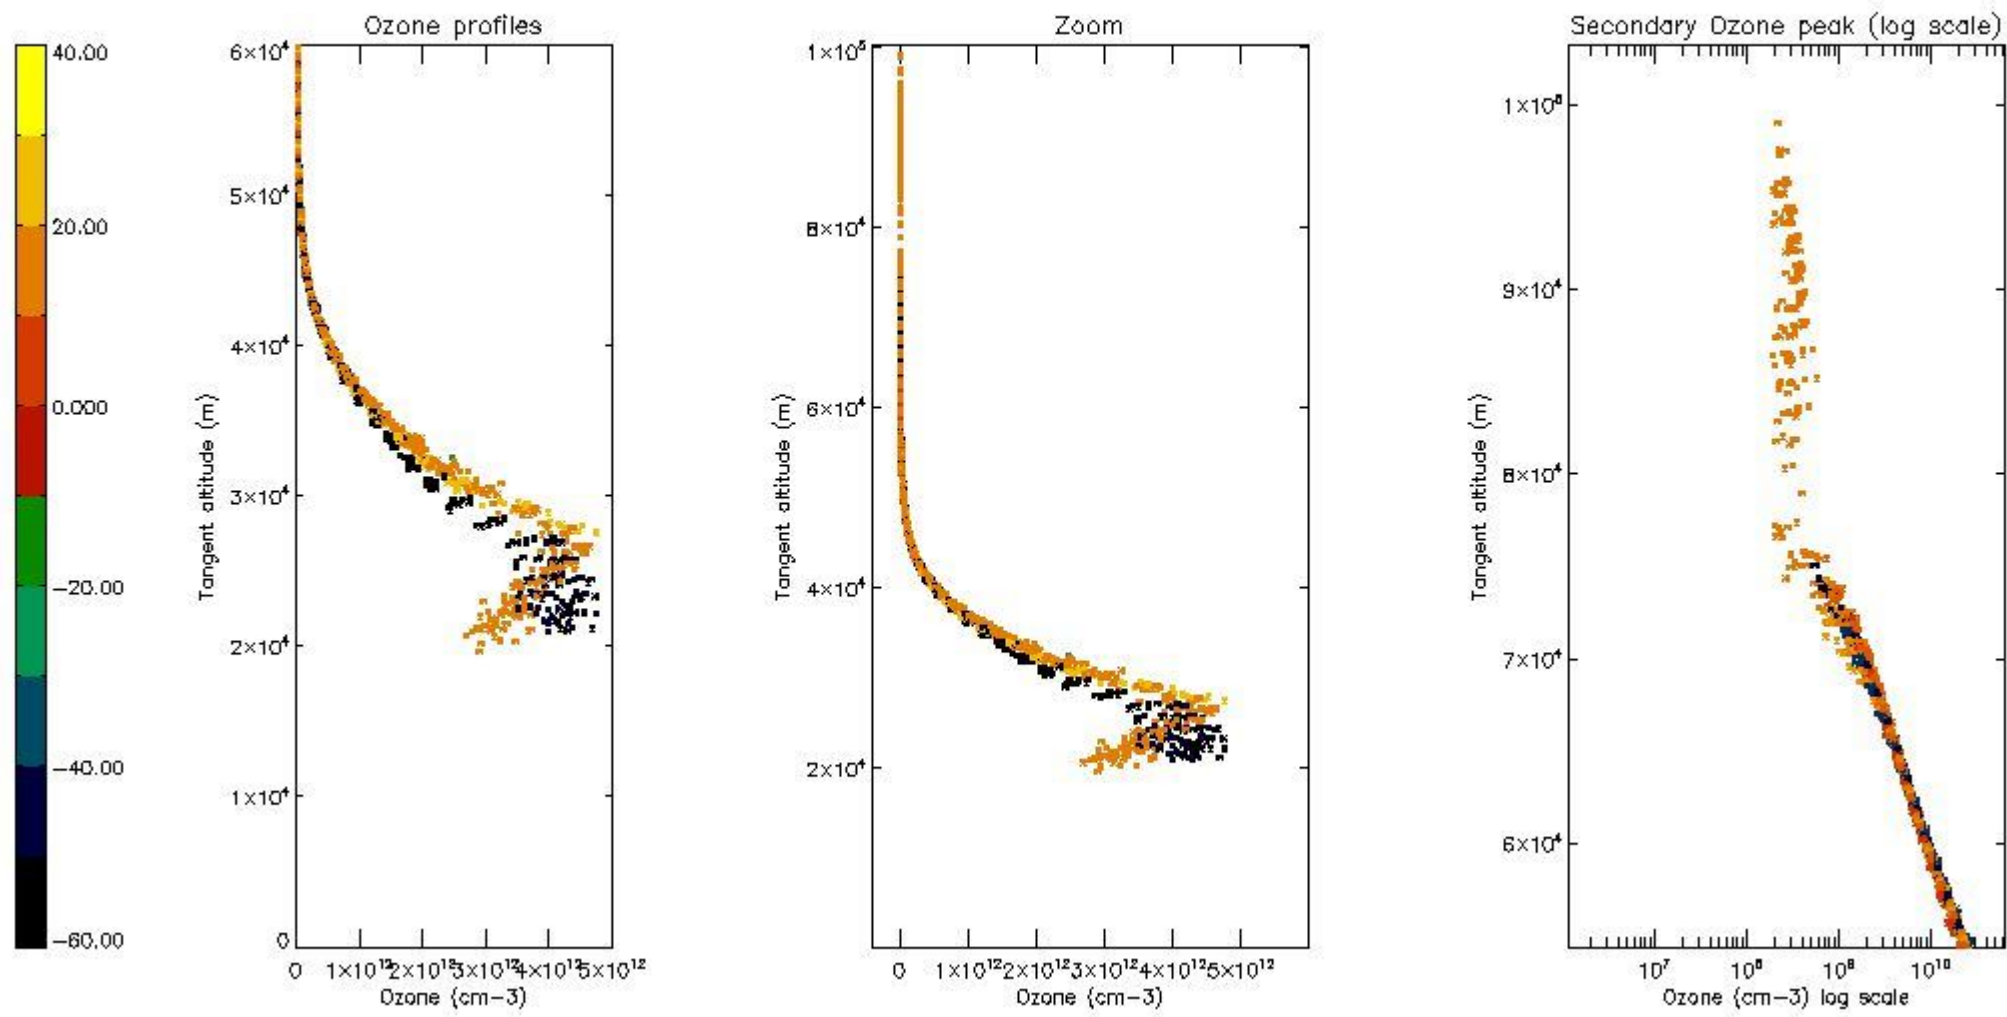 Ozone profiles
Zoom
Secondary Ozone peak (log scale)
40.00
20.00
0.000
−20.00
−40.00
−60.00
6×10⁴
5×10⁴
4×10⁴
3×10⁴
2×10⁴
1×10⁴
0
Tangent altitude (m)
0 1×10¹² 2×10¹² 3×10¹² 4×10¹² 5×10¹²
Ozone (cm−3)
1×10⁵
8×10⁴
6×10⁴
4×10⁴
2×10⁴
Tangent altitude (m)
0 1×10¹² 2×10¹² 3×10¹² 4×10¹² 5×10¹²
Ozone (cm−3)
1×10⁵
9×10⁴
8×10⁴
7×10⁴
6×10⁴
Tangent altitude (m)
10⁷ 10⁸ 10⁹ 10¹⁰
Ozone (cm−3) log scale